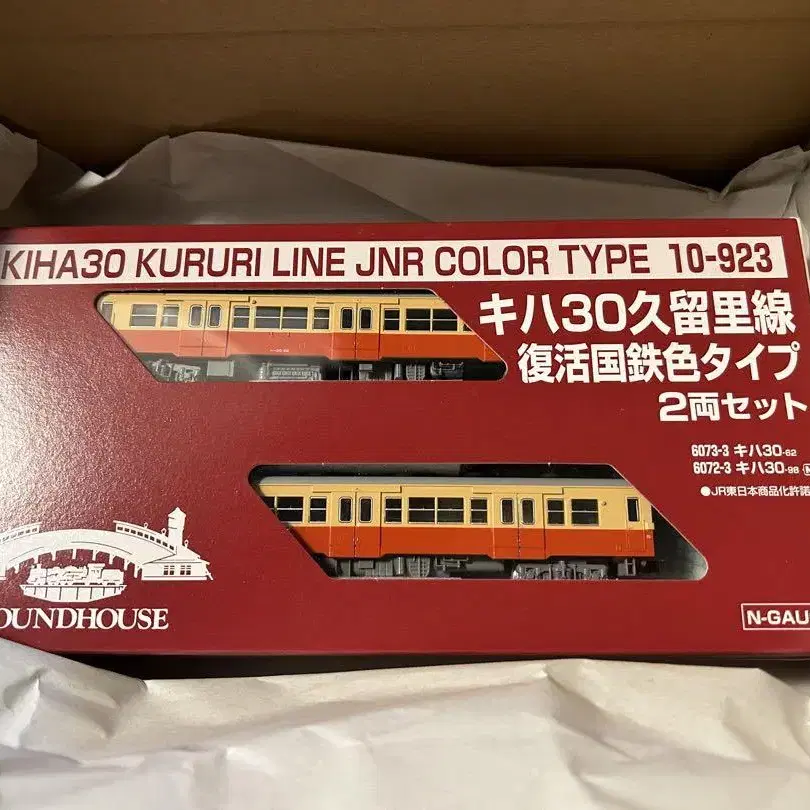 KIHA30 KURURI LINE JNR COLOR TYPE 10-923
キハ30久留里線
復活国鉄色タイプ
2両セット
6073-3 キハ30-62
6072-3 キハ30-98 M
●JR東日本商品化許諾
OUNDHOUSE
N-GAU